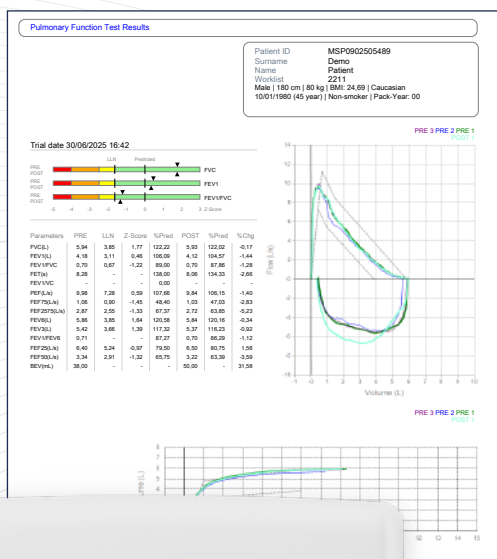 Pulmonary Function Test Results
Patient ID MSP0902505489
Surname Demo
Name Patient
Worklist 2211
Male | 180 cm | 80 kg | BMI: 24,69 | Caucasian
10/01/1980 (45 year) | Non-smoker | Pack-Year: 00
PRE 3 PRE 2 PRE 1
POST 1
Trial date 30/06/2025 16:42
LLN Predicted
PRE
POST
FVC
PRE
POST
FEV1
PRE
POST
FEV1/FVC
-5 -4 -3 -2 -1 0 1 2 3 Z-Score
Parameters PRE LLN Z-Score %Pred POST %Pred %Chg
FVC(L) 5,94 3,85 1,77 122,22 5,93 122,02 -0,17
FEV1(L) 4,18 3,11 0,46 106,09 4,12 104,57 -1,44
FEV1/FVC 0,70 0,67 -1,22 89,00 0,70 87,86 -1,28
FET(s) 8,28 - - 138,00 8,06 134,33 -2,66
FEV1/VC - - - 0,00 - - -
PEF(L/s) 9,98 7,28 0,59 107,66 9,84 106,15 -1,40
FEF75(L/s) 1,06 0,90 -1,45 48,40 1,03 47,03 -2,83
FEF2575(L/s) 2,87 2,55 -1,33 67,37 2,72 63,85 -5,23
FEV6(L) 5,86 3,85 1,64 120,58 5,84 120,16 -0,34
FEV3(L) 5,42 3,66 1,39 117,32 5,37 116,23 -0,92
FEV1/FEV6 0,71 - - 87,27 0,70 86,29 -1,12
FEF25(L/s) 6,40 5,24 -0,97 79,50 6,50 80,75 1,56
FEF50(L/s) 3,34 2,91 -1,32 65,75 3,22 63,39 -3,59
BEV(mL) 38,00 - - - 50,00 - 31,58
Flow (L/s)
14
12
10
8
6
4
2
0
-2
-4
-6
-8
-10
-1 -0 1 2 3 4 5 6 7 8 9 10
Volume (L)
PRE 3 PRE 2 PRE 1
POST 1
8
7
6
5
4
12 13 14 15